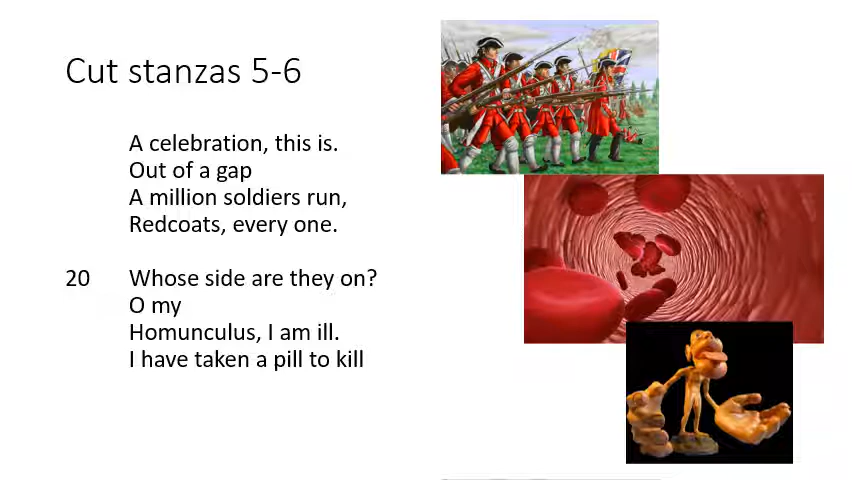 Cut stanzas 5-6
A celebration, this is.
Out of a gap
A million soldiers run,
Redcoats, every one.
20 Whose side are they on?
O my
Homunculus, I am ill.
I have taken a pill to kill